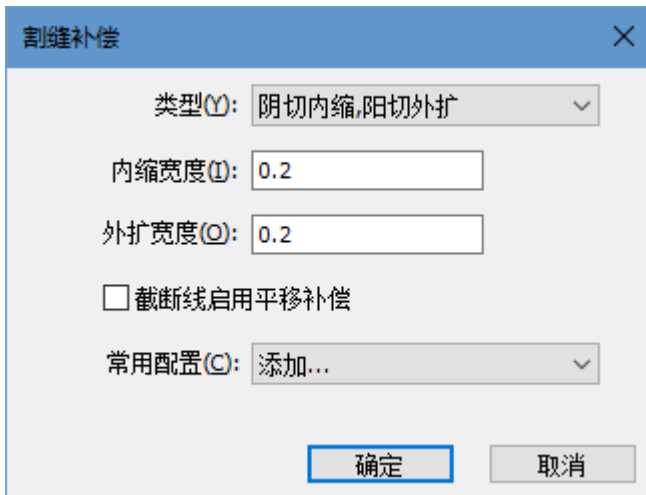 割缝补偿
类型(Y): 阴切内缩,阳切外扩
内缩宽度(I): 0.2
外扩宽度(O): 0.2
截断线启用平移补偿
常用配置(C): 添加...
确定 取消